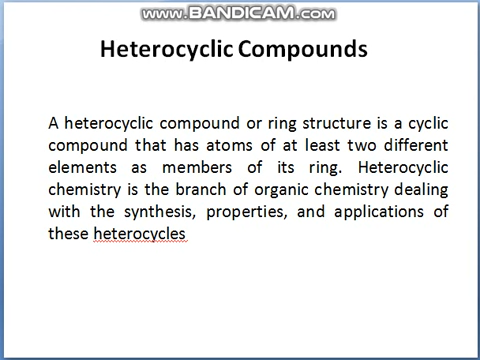 www.BANDICAM.com
Heterocyclic Compounds
A heterocyclic compound or ring structure is a cyclic
compound that has atoms of at least two different
elements as members of its ring. Heterocyclic
chemistry is the branch of organic chemistry dealing
with the synthesis, properties, and applications of
these heterocycles